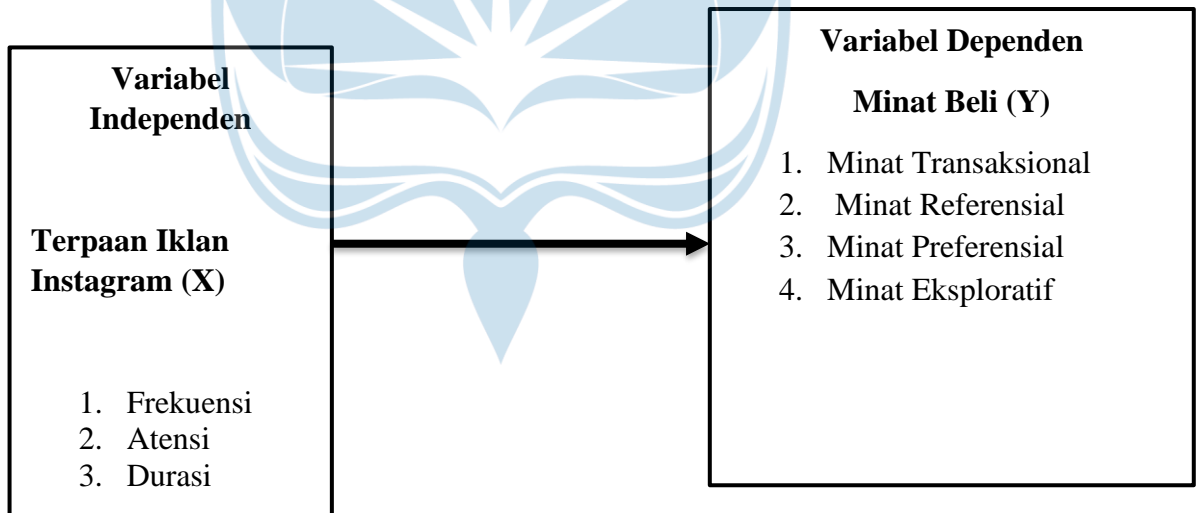 Variabel
Independen
Terpaan Iklan
Instagram (X)
1. Frekuensi
2. Atensi
3. Durasi
Variabel Dependen
Minat Beli (Y)
1. Minat Transaksional
2. Minat Referensial
3. Minat Preferensial
4. Minat Eksploratif